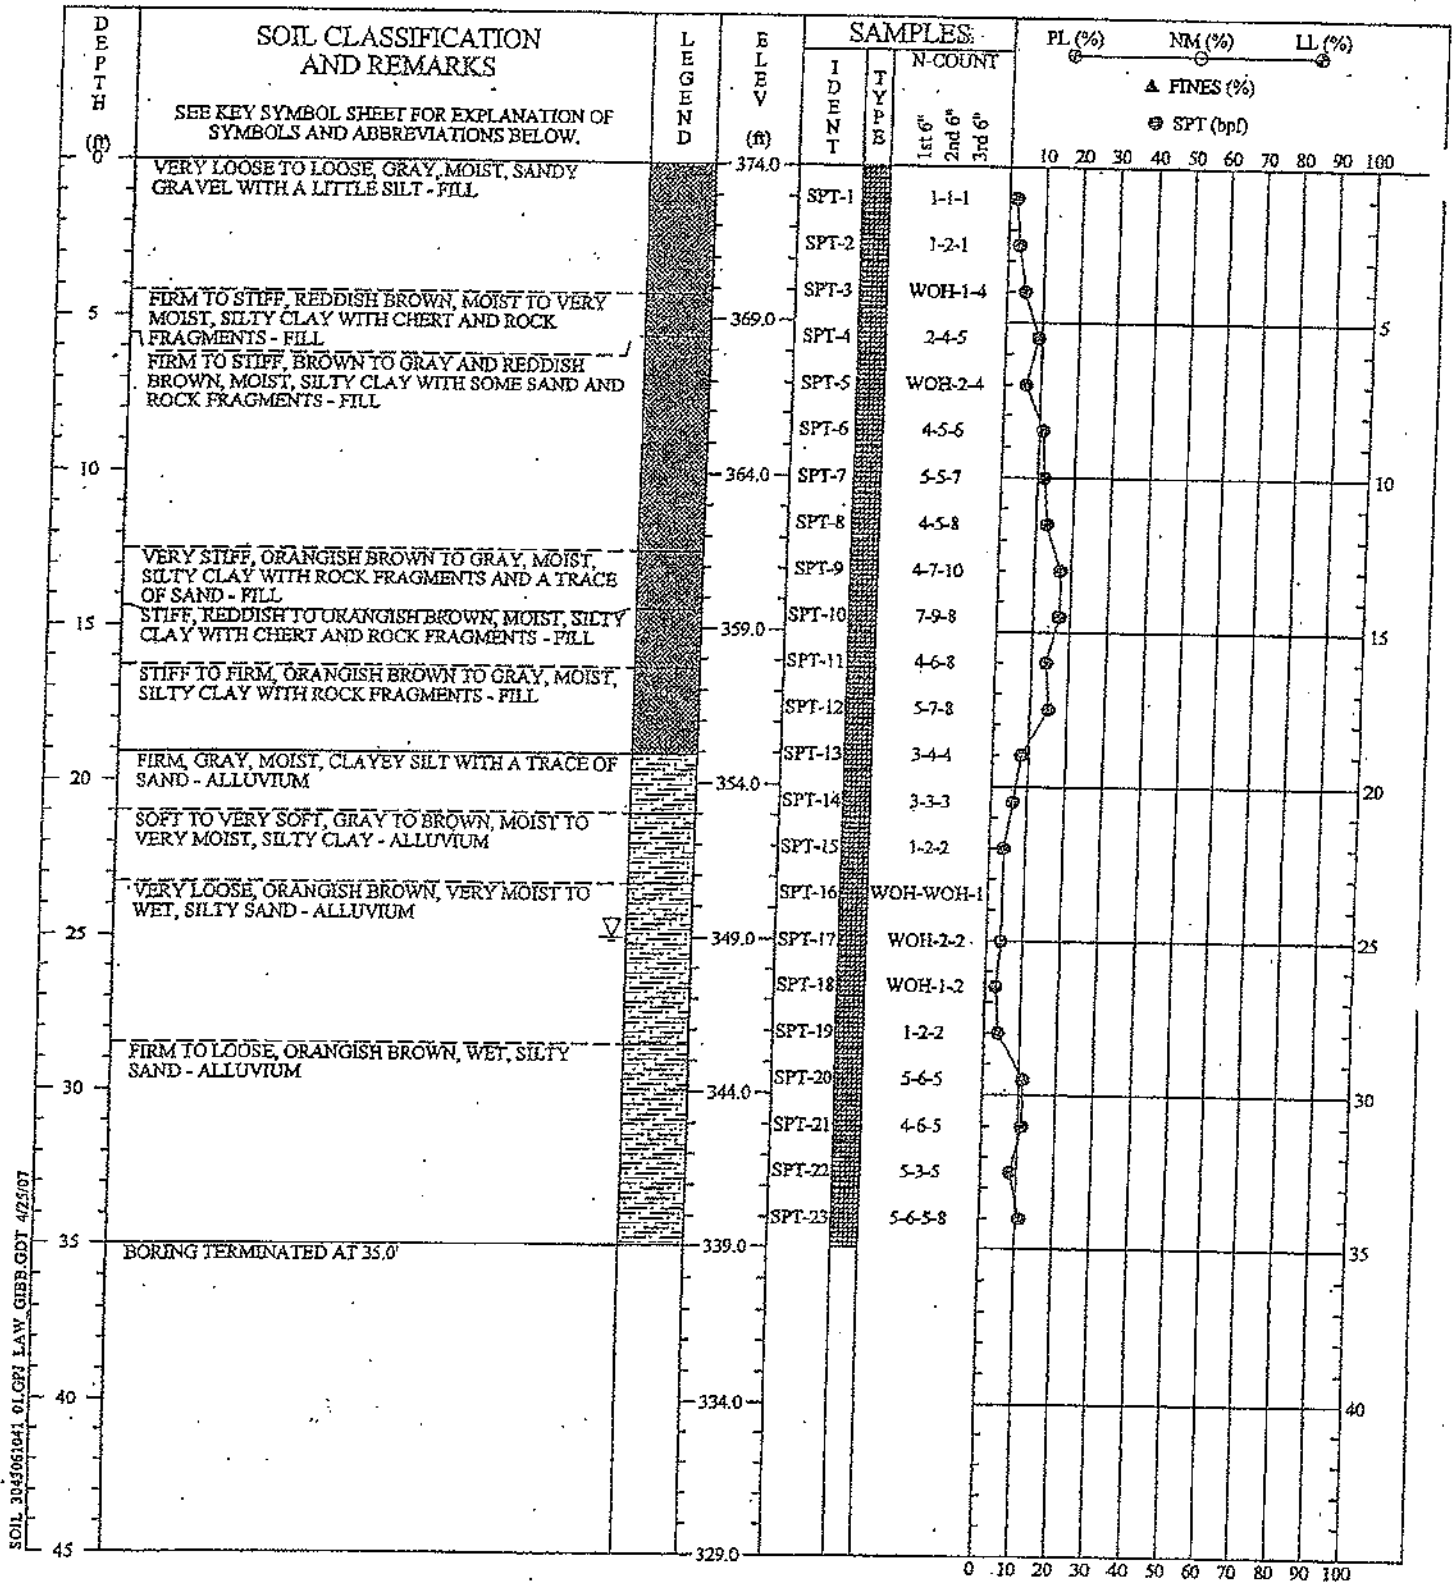 DEPTH (ft)
SOIL CLASSIFICATION
AND REMARKS
SEE KEY SYMBOL SHEET FOR EXPLANATION OF
SYMBOLS AND ABBREVIATIONS BELOW.
LEGEND
ELEV (ft)
SAMPLES
IDENT
TYPE
N-COUNT
1st 6"
2nd 6"
3rd 6"
PL (%) NM (%) LL (%)
▲ FINES (%)
● SPT (bpf)
10 20 30 40 50 60 70 80 90 100
0
VERY LOOSE TO LOOSE, GRAY, MOIST, SANDY
GRAVEL WITH A LITTLE SILT - FILL
374.0
SPT-1 1-1-1
SPT-2 1-2-1
SPT-3 WOH-1-4
FIRM TO STIFF, REDDISH BROWN, MOIST TO VERY
MOIST, SILTY CLAY WITH CHERT AND ROCK
FRAGMENTS - FILL
5 369.0 5
SPT-4 2-4-5
FIRM TO STIFF, BROWN TO GRAY AND REDDISH
BROWN, MOIST, SILTY CLAY WITH SOME SAND AND
ROCK FRAGMENTS - FILL
SPT-5 WOH-2-4
SPT-6 4-5-6
10 364.0 SPT-7 5-5-7 10
SPT-8 4-5-8
VERY STIFF, ORANGISH BROWN TO GRAY, MOIST,
SILTY CLAY WITH ROCK FRAGMENTS AND A TRACE
OF SAND - FILL
SPT-9 4-7-10
STIFF, REDDISH TO ORANGISH BROWN, MOIST, SILTY
CLAY WITH CHERT AND ROCK FRAGMENTS - FILL
SPT-10 7-9-8
15 359.0 15
SPT-11 4-6-8
STIFF TO FIRM, ORANGISH BROWN TO GRAY, MOIST,
SILTY CLAY WITH ROCK FRAGMENTS - FILL
SPT-12 5-7-8
SPT-13 3-4-4
FIRM, GRAY, MOIST, CLAYEY SILT WITH A TRACE OF
SAND - ALLUVIUM
20 354.0 20
SPT-14 3-3-3
SOFT TO VERY SOFT, GRAY TO BROWN, MOIST TO
VERY MOIST, SILTY CLAY - ALLUVIUM
SPT-15 1-2-2
VERY LOOSE, ORANGISH BROWN, VERY MOIST TO
WET, SILTY SAND - ALLUVIUM
SPT-16 WOH-WOH-1
25 349.0 SPT-17 WOH-2-2 25
SPT-18 WOH-1-2
SPT-19 1-2-2
FIRM TO LOOSE, ORANGISH BROWN, WET, SILTY
SAND - ALLUVIUM
SPT-20 5-6-5
30 344.0 30
SPT-21 4-6-5
SPT-22 5-3-5
SPT-23 5-6-5-8
35 339.0 35
BORING TERMINATED AT 35.0'
40 334.0 40
45 329.0
0 10 20 30 40 50 60 70 80 90 100
SOIL 3043061041 01.GPJ LAW_GIBB.GDT 4/25/07